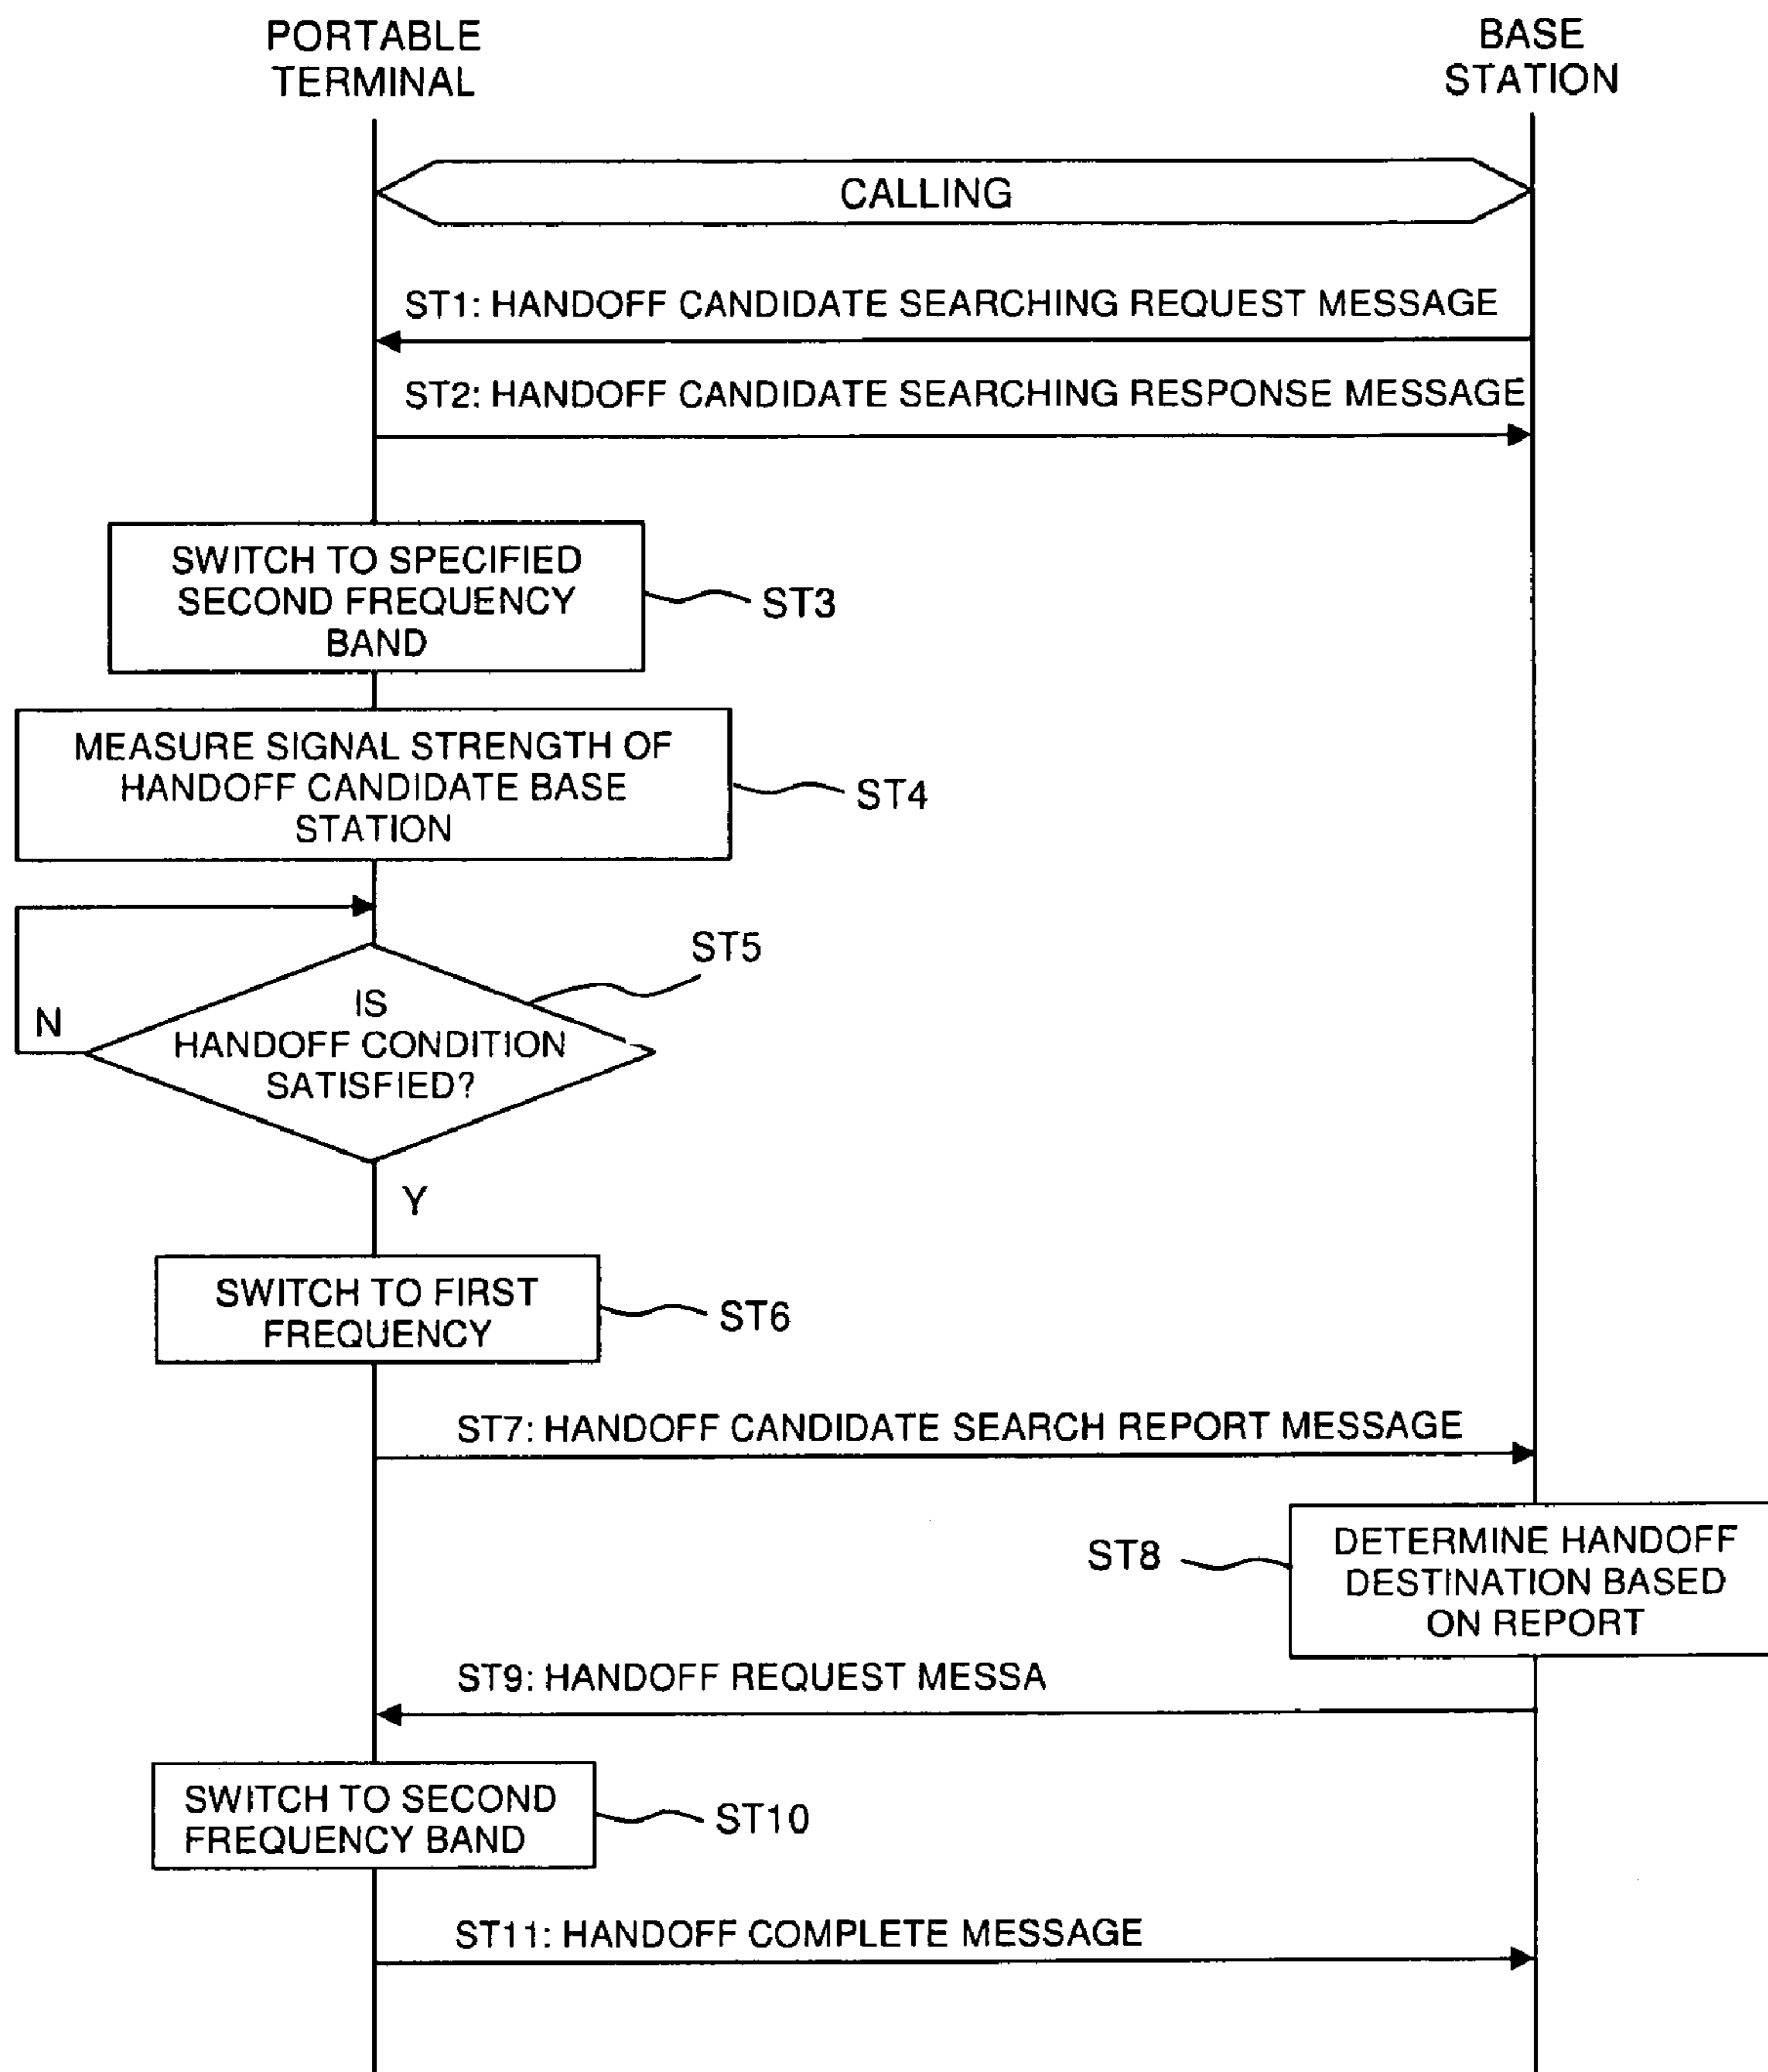 PORTABLE
TERMINAL
BASE
STATION
CALLING
ST1: HANDOFF CANDIDATE SEARCHING REQUEST MESSAGE
ST2: HANDOFF CANDIDATE SEARCHING RESPONSE MESSAGE
SWITCH TO SPECIFIED
SECOND FREQUENCY
BAND
ST3
MEASURE SIGNAL STRENGTH OF
HANDOFF CANDIDATE BASE
STATION
ST4
ST5
IS
HANDOFF CONDITION
SATISFIED?
N
Y
SWITCH TO FIRST
FREQUENCY
ST6
ST7: HANDOFF CANDIDATE SEARCH REPORT MESSAGE
ST8
DETERMINE HANDOFF
DESTINATION BASED
ON REPORT
ST9: HANDOFF REQUEST MESSA
SWITCH TO SECOND
FREQUENCY BAND
ST10
ST11: HANDOFF COMPLETE MESSAGE